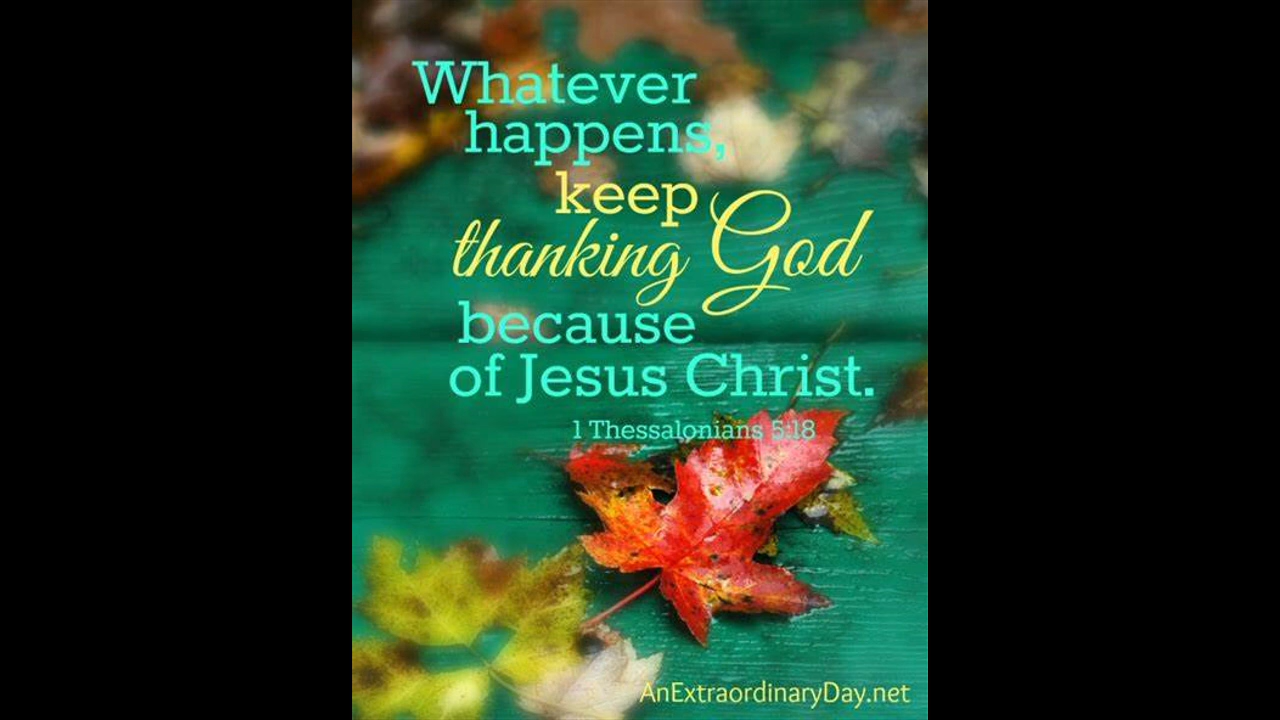 Whatever
happens,
keep
thanking God
because
of Jesus Christ.
1 Thessalonians 5:18
AnExtraordinaryDay.net